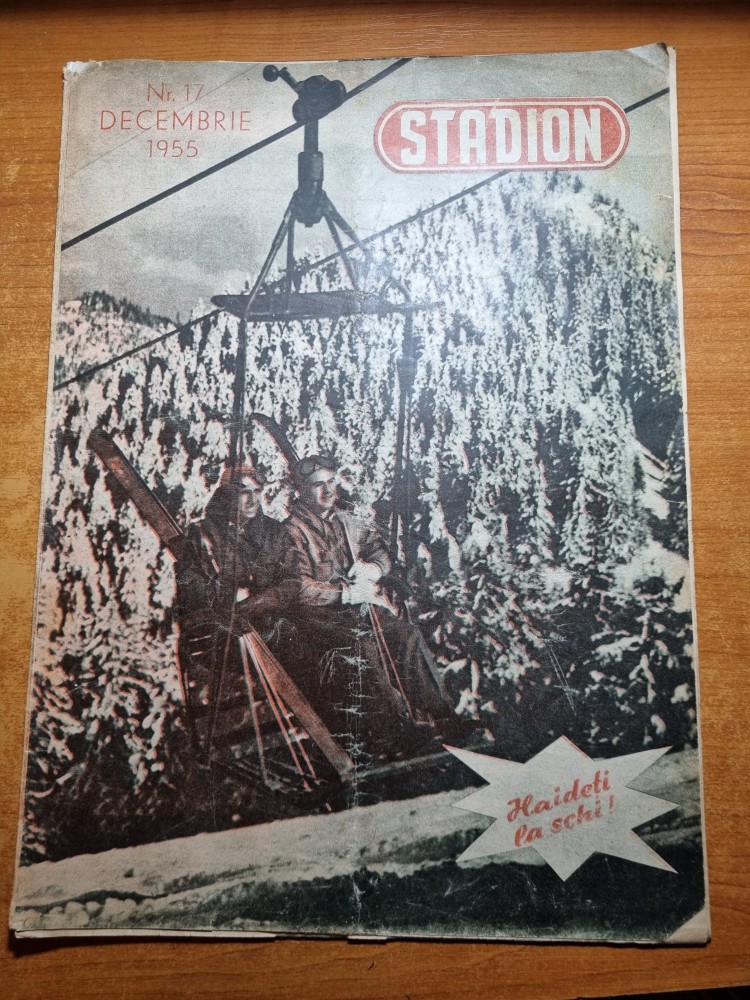 Nr. 17
DECEMBRIE
1955
STADION
Haideti
la schi!